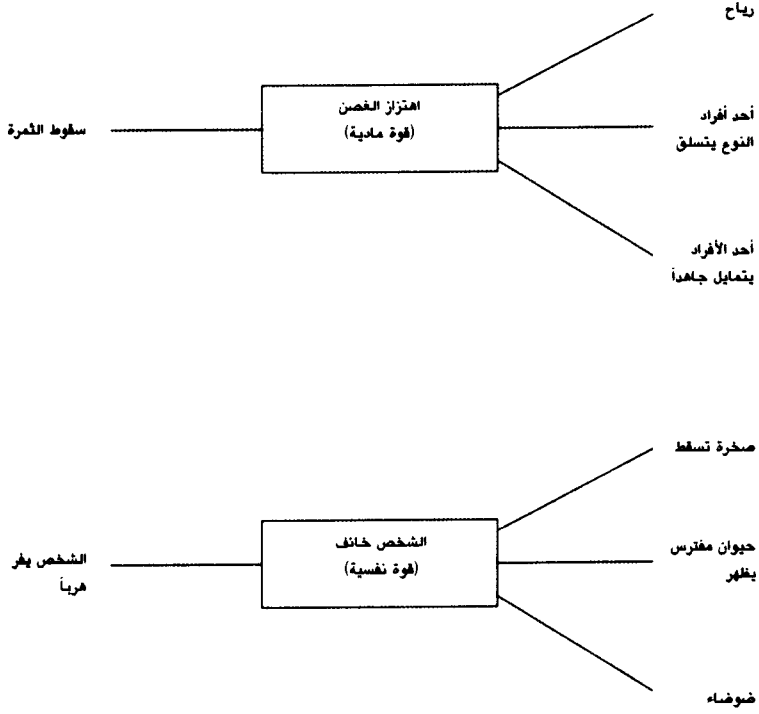 رياح
أحد أفراد
النوع يتسلق
أحد الأفراد
يتمايل جاهداً
اهتزاز الغصن
(قوة مادية)
سقوط الثمرة
صخرة تسقط
حيوان مفترس
يظهر
ضوضاء
الشخص خائف
(قوة نفسية)
الشخص يفر
هرباً